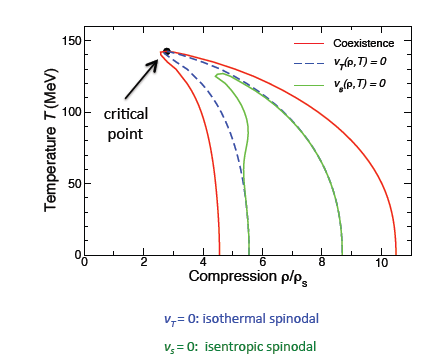 150
100
50
0
0
2
4
6
8
10
Temperature T (MeV)
Compression ρ/ρs
Coexistence
vT(ρ,T) = 0
vs(ρ,T) = 0
critical
point
vT = 0: isothermal spinodal
vs = 0: isentropic spinodal